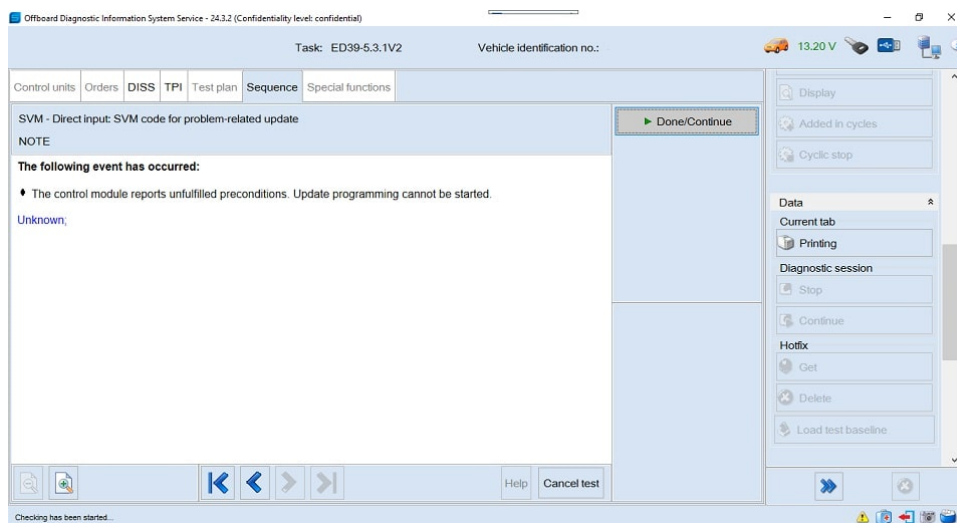 Offboard Diagnostic Information System Service - 24.3.2 (Confidentiality level: confidential)
Task: ED39-5.3.1V2
Vehicle identification no.:
13.20 V
Control units
Orders
DISS
TPI
Test plan
Sequence
Special functions
SVM - Direct input: SVM code for problem-related update
NOTE
Done/Continue
The following event has occurred:
The control module reports unfulfilled preconditions. Update programming cannot be started.
Unknown;
Display
Added in cycles
Cyclic stop
Data
Current tab
Printing
Diagnostic session
Stop
Continue
Hotfix
Get
Delete
Load test baseline
Help
Cancel test
Checking has been started...